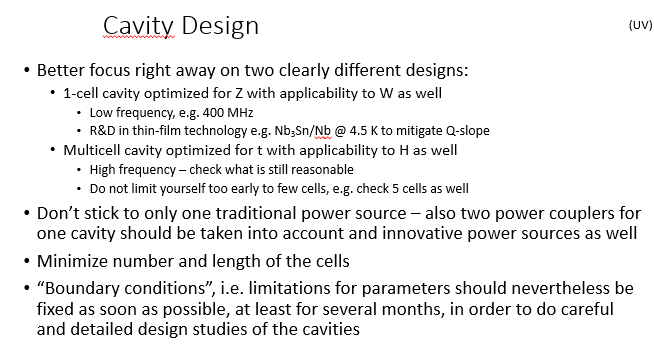 Cavity Design
(UV)
• Better focus right away on two clearly different designs:
• 1-cell cavity optimized for Z with applicability to W as well
• Low frequency, e.g. 400 MHz
• R&D in thin-film technology e.g. Nb₃Sn/Nb @ 4.5 K to mitigate Q-slope
• Multicell cavity optimized for t with applicability to H as well
• High frequency – check what is still reasonable
• Do not limit yourself too early to few cells, e.g. check 5 cells as well
• Don’t stick to only one traditional power source – also two power couplers for
one cavity should be taken into account and innovative power sources as well
• Minimize number and length of the cells
• “Boundary conditions”, i.e. limitations for parameters should nevertheless be
fixed as soon as possible, at least for several months, in order to do careful
and detailed design studies of the cavities